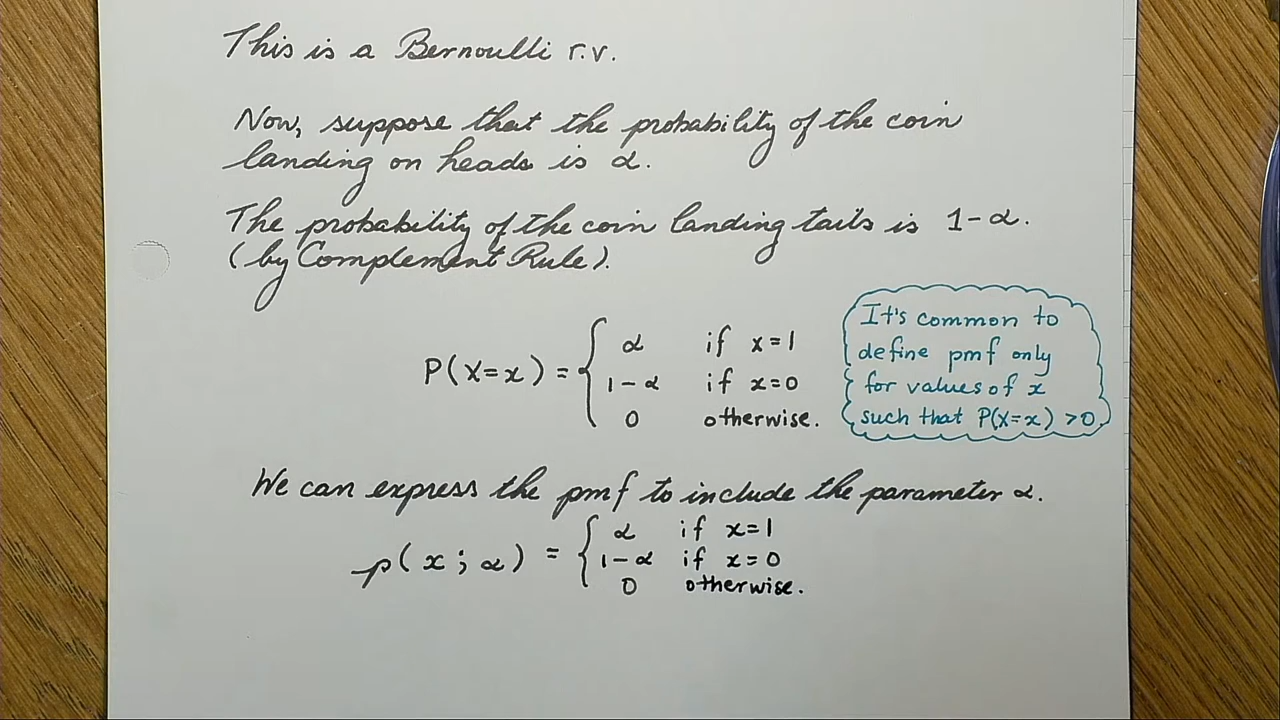 This is a Bernoulli r.v.
Now, suppose that the probability of the coin
landing on heads is α.
The probability of the coin landing tails is 1-α.
(by Complement Rule).
P(X=x) = { α if x=1
1-α if x=0
0 otherwise.
It's common to
define pmf only
for values of x
such that P(X=x) >0
We can express the pmf to include the parameter α.
p(x; α) = { α if x=1
1-α if x=0
0 otherwise.